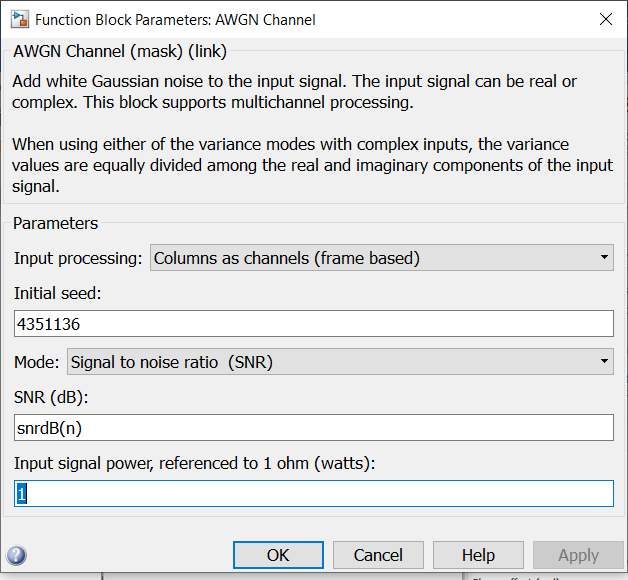 Function Block Parameters: AWGN Channel
AWGN Channel (mask) (link)
Add white Gaussian noise to the input signal. The input signal can be real or
complex. This block supports multichannel processing.
When using either of the variance modes with complex inputs, the variance
values are equally divided among the real and imaginary components of the input
signal.
Parameters
Input processing: Columns as channels (frame based)
Initial seed:
4351136
Mode: Signal to noise ratio (SNR)
SNR (dB):
snrdB(n)
Input signal power, referenced to 1 ohm (watts):
1
? OK Cancel Help Apply